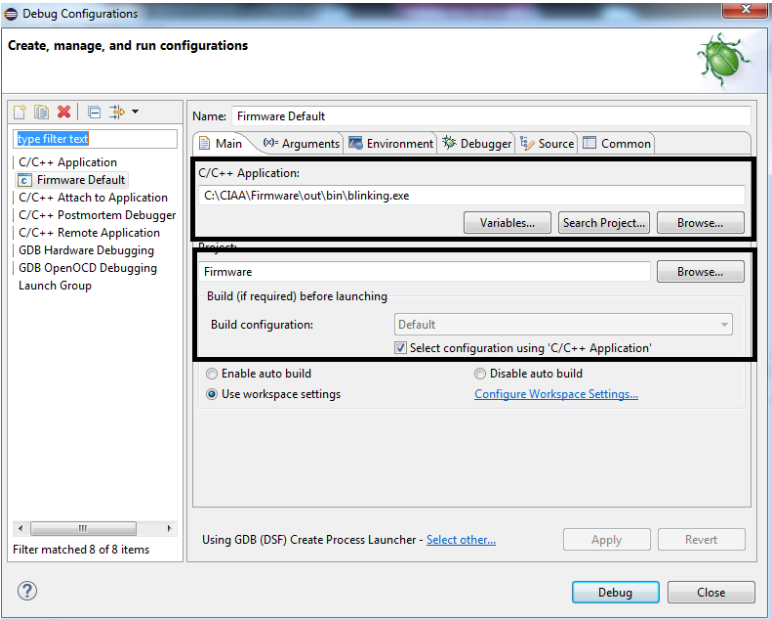 Debug Configurations
Create, manage, and run configurations
type filter text
C/C++ Application
Firmware Default
C/C++ Attach to Application
C/C++ Postmortem Debugger
C/C++ Remote Application
GDB Hardware Debugging
GDB OpenOCD Debugging
Launch Group
Filter matched 8 of 8 items
Name: Firmware Default
Main (x)= Arguments Environment Debugger Source Common
C/C++ Application:
C:\CIAA\Firmware\out\bin\blinking.exe
Variables... Search Project... Browse...
Project:
Firmware Browse...
Build (if required) before launching
Build configuration: Default
Select configuration using 'C/C++ Application'
Enable auto build Disable auto build
Use workspace settings Configure Workspace Settings...
Using GDB (DSF) Create Process Launcher - Select other... Apply Revert
? Debug Close